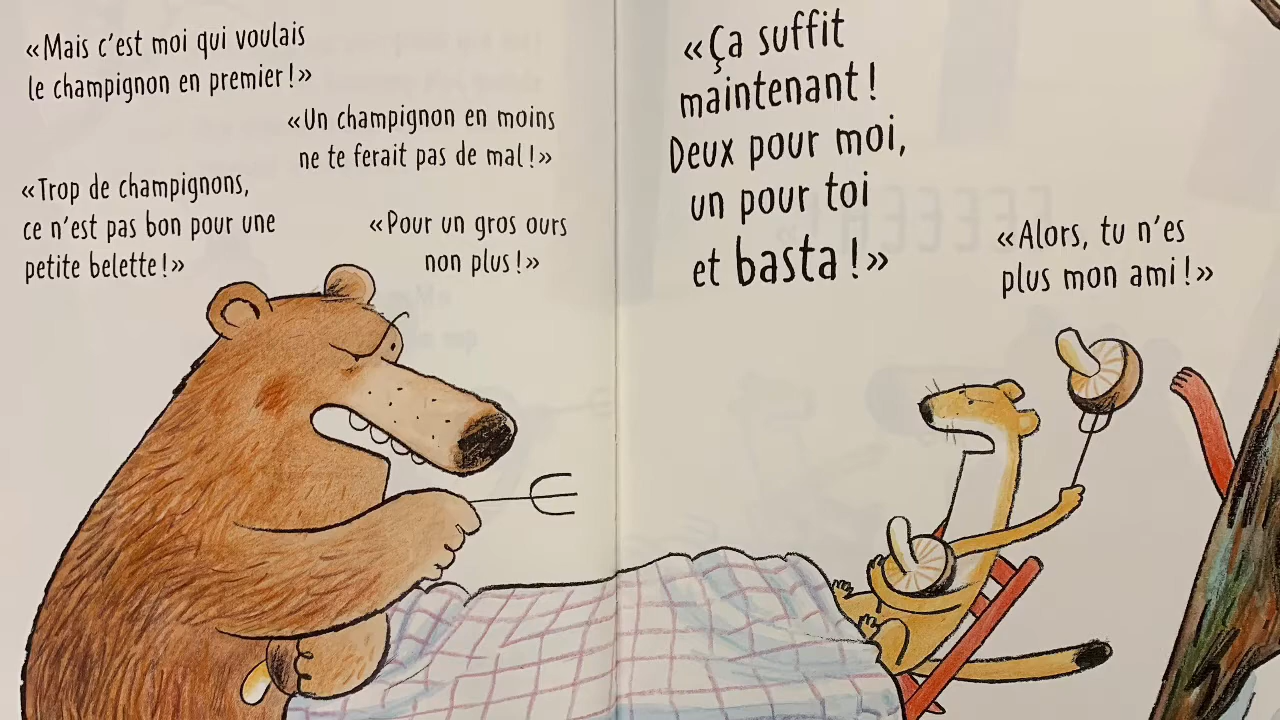 «Mais c'est moi qui voulais
le champignon en premier!»
«Un champignon en moins
ne te ferait pas de mal!»
«Trop de champignons,
ce n'est pas bon pour une
petite belette!»
«Pour un gros ours
non plus!»
«Ça suffit
maintenant!
Deux pour moi,
un pour toi
et basta!»
«Alors, tu n'es
plus mon ami!»